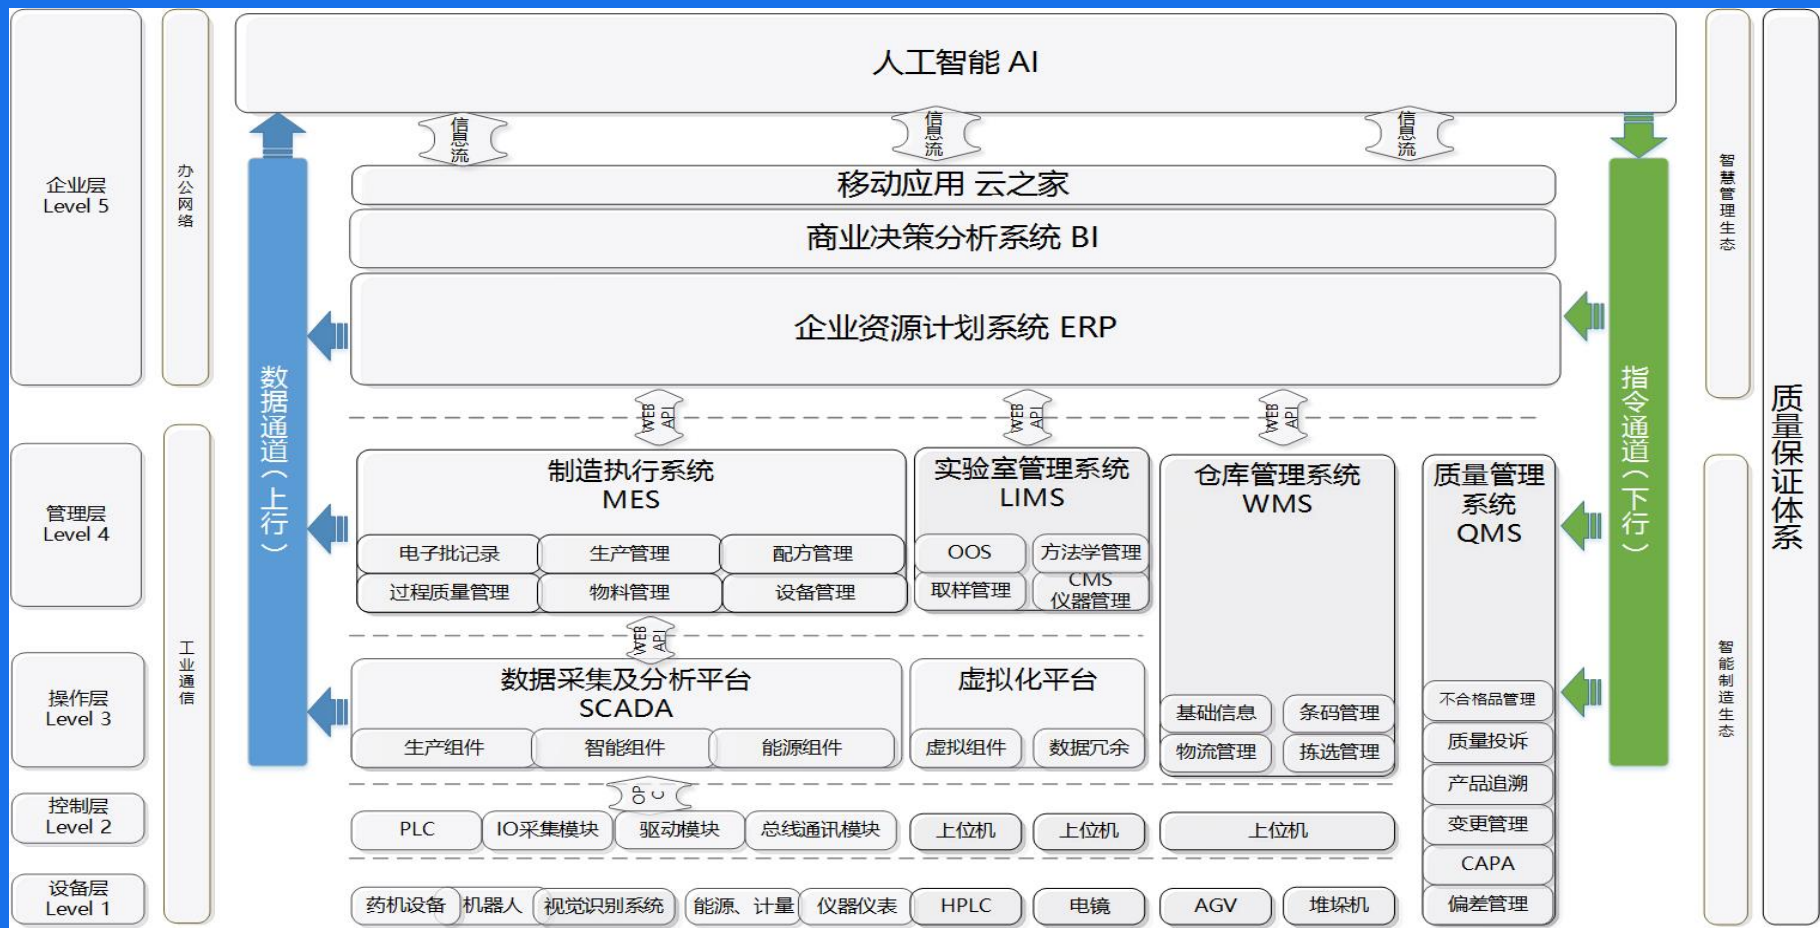 人工智能 AI
信息流
信息流
信息流
移动应用 云之家
商业决策分析系统 BI
企业资源计划系统 ERP
企业层
Level 5
办公网络
智慧管理生态
数据通道(上行)
指令通道(下行)
质量保证体系
WEB
API
WEB
API
WEB
API
管理层
Level 4
工业通信
制造执行系统
MES
电子批记录
生产管理
配方管理
过程质量管理
物料管理
设备管理
实验室管理系统
LIMS
OOS
方法学管理
取样管理
CMS
仪器管理
仓库管理系统
WMS
基础信息
条码管理
物流管理
拣选管理
质量管理
系统
QMS
不合格品管理
质量投诉
产品追溯
变更管理
CAPA
偏差管理
智能制造生态
WEB
API
操作层
Level 3
数据采集及分析平台
SCADA
生产组件
智能组件
能源组件
虚拟化平台
虚拟组件
数据冗余
OP
C
控制层
Level 2
PLC
IO采集模块
驱动模块
总线通讯模块
上位机
上位机
上位机
设备层
Level 1
药机设备
机器人
视觉识别系统
能源、计量
仪器仪表
HPLC
电镜
AGV
堆垛机